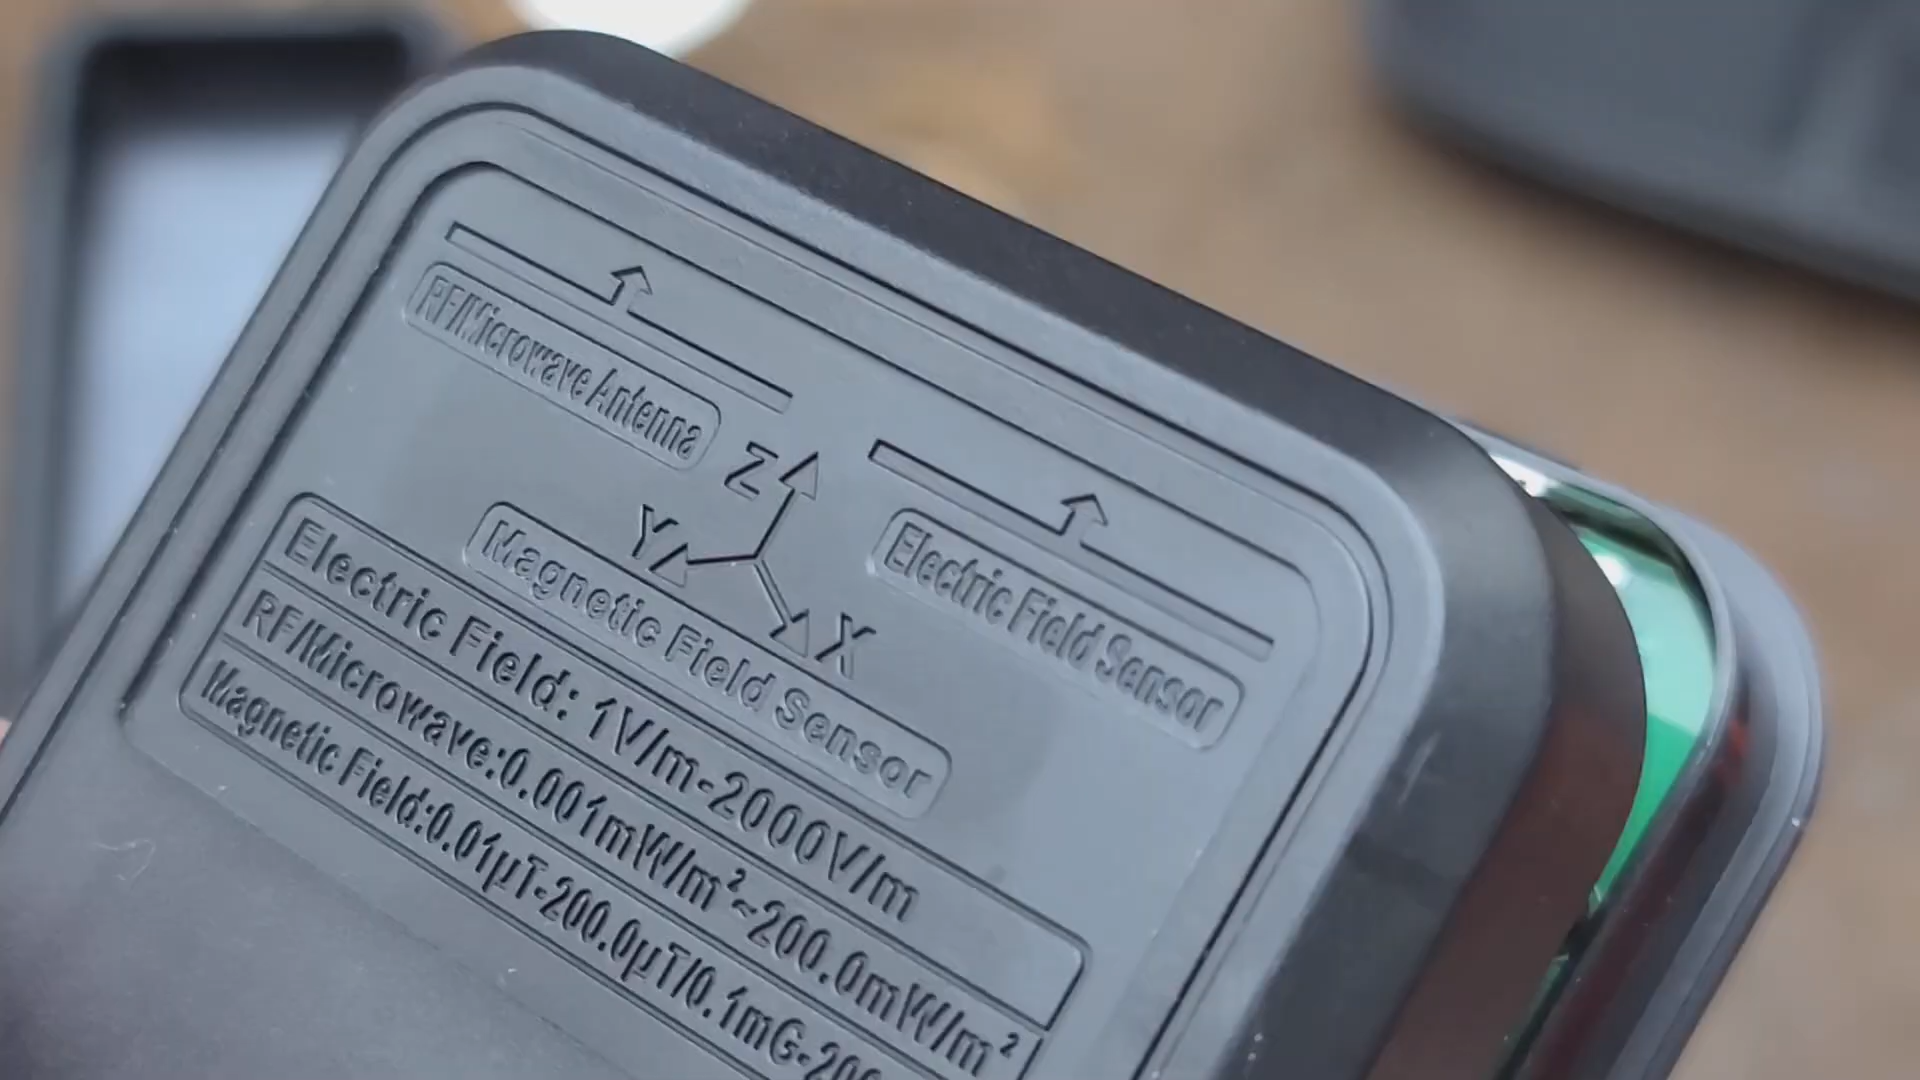 RF/Microwave Antenna
Z
Y
X
Electric Field Sensor
Magnetic Field Sensor
Electric Field: 1V/m-2000V/m
RF/Microwave:0.001mW/m²~200.0mW/m²
Magnetic Field:0.01µT-200.0µT/0.1mG-200